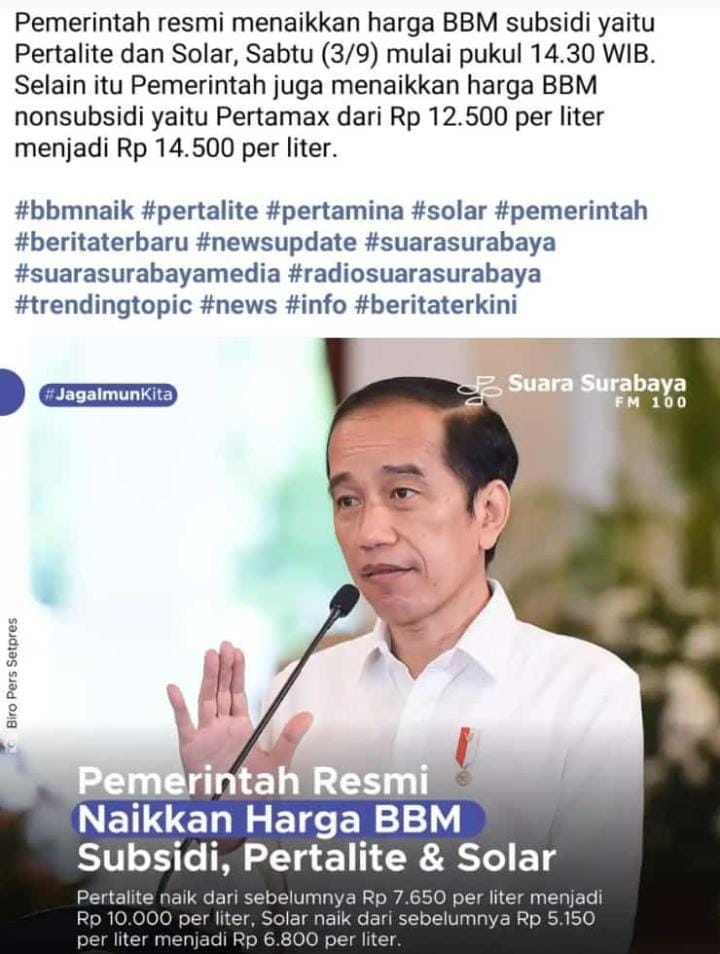 Pemerintah resmi menaikkan harga BBM subsidi yaitu
Pertalite dan Solar, Sabtu (3/9) mulai pukul 14.30 WIB.
Selain itu Pemerintah juga menaikkan harga BBM
nonsubsidi yaitu Pertamax dari Rp 12.500 per liter
menjadi Rp 14.500 per liter.
#bbmnaik #pertalite #pertamina #solar #pemerintah
#beritaterbaru #newsupdate #suarasurabaya
#suarasurabayamedia #radiosuarasurabaya
#trendingtopic #news #info #beritaterkini
#JagaImunKita
Suara Surabaya
FM 100
Biro Pers Setpres
Pemerintah Resmi
Naikkan Harga BBM
Subsidi, Pertalite & Solar
Pertalite naik dari sebelumnya Rp 7.650 per liter menjadi
Rp 10.000 per liter, Solar naik dari sebelumnya Rp 5.150
per liter menjadi Rp 6.800 per liter.